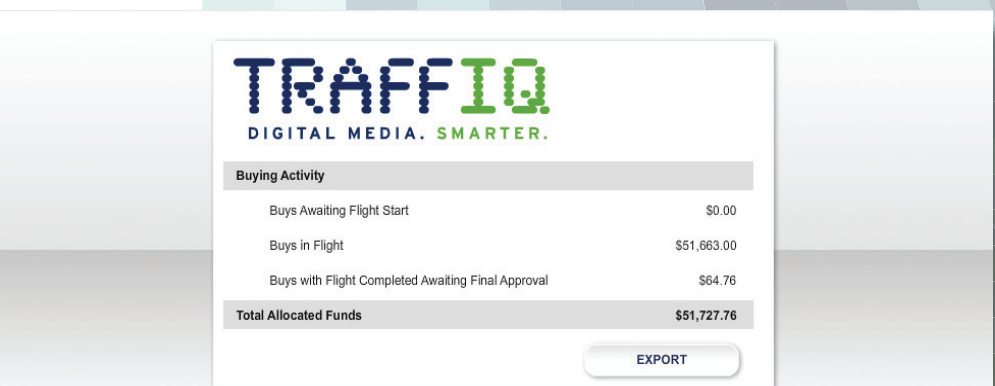 TRAFFIQ
DIGITAL MEDIA. SMARTER.
Buying Activity
Buys Awaiting Flight Start $0.00
Buys in Flight $51,663.00
Buys with Flight Completed Awaiting Final Approval $64.76
Total Allocated Funds $51,727.76
EXPORT